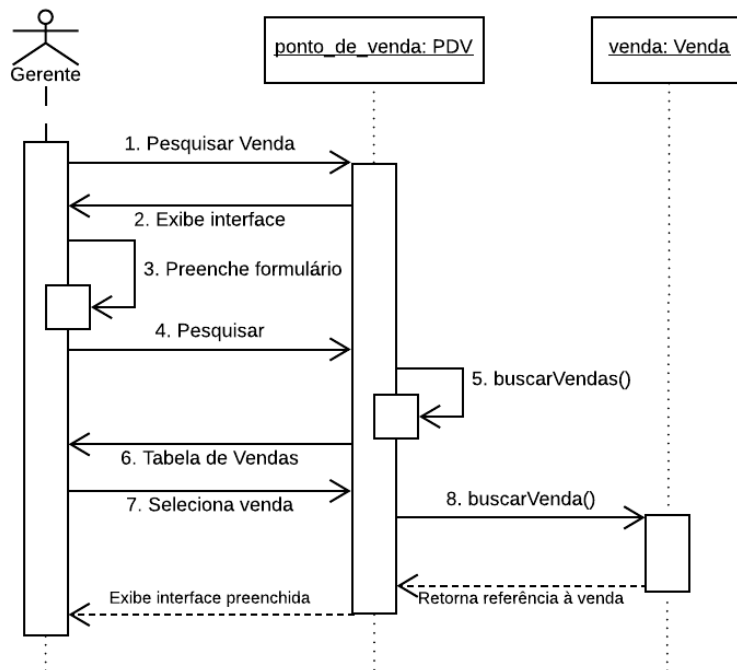 Gerente
ponto_de_venda: PDV
venda: Venda
1. Pesquisar Venda
2. Exibe interface
3. Preenche formulário
4. Pesquisar
5. buscarVendas()
6. Tabela de Vendas
7. Seleciona venda
8. buscarVenda()
Exibe interface preenchida
Retorna referência à venda